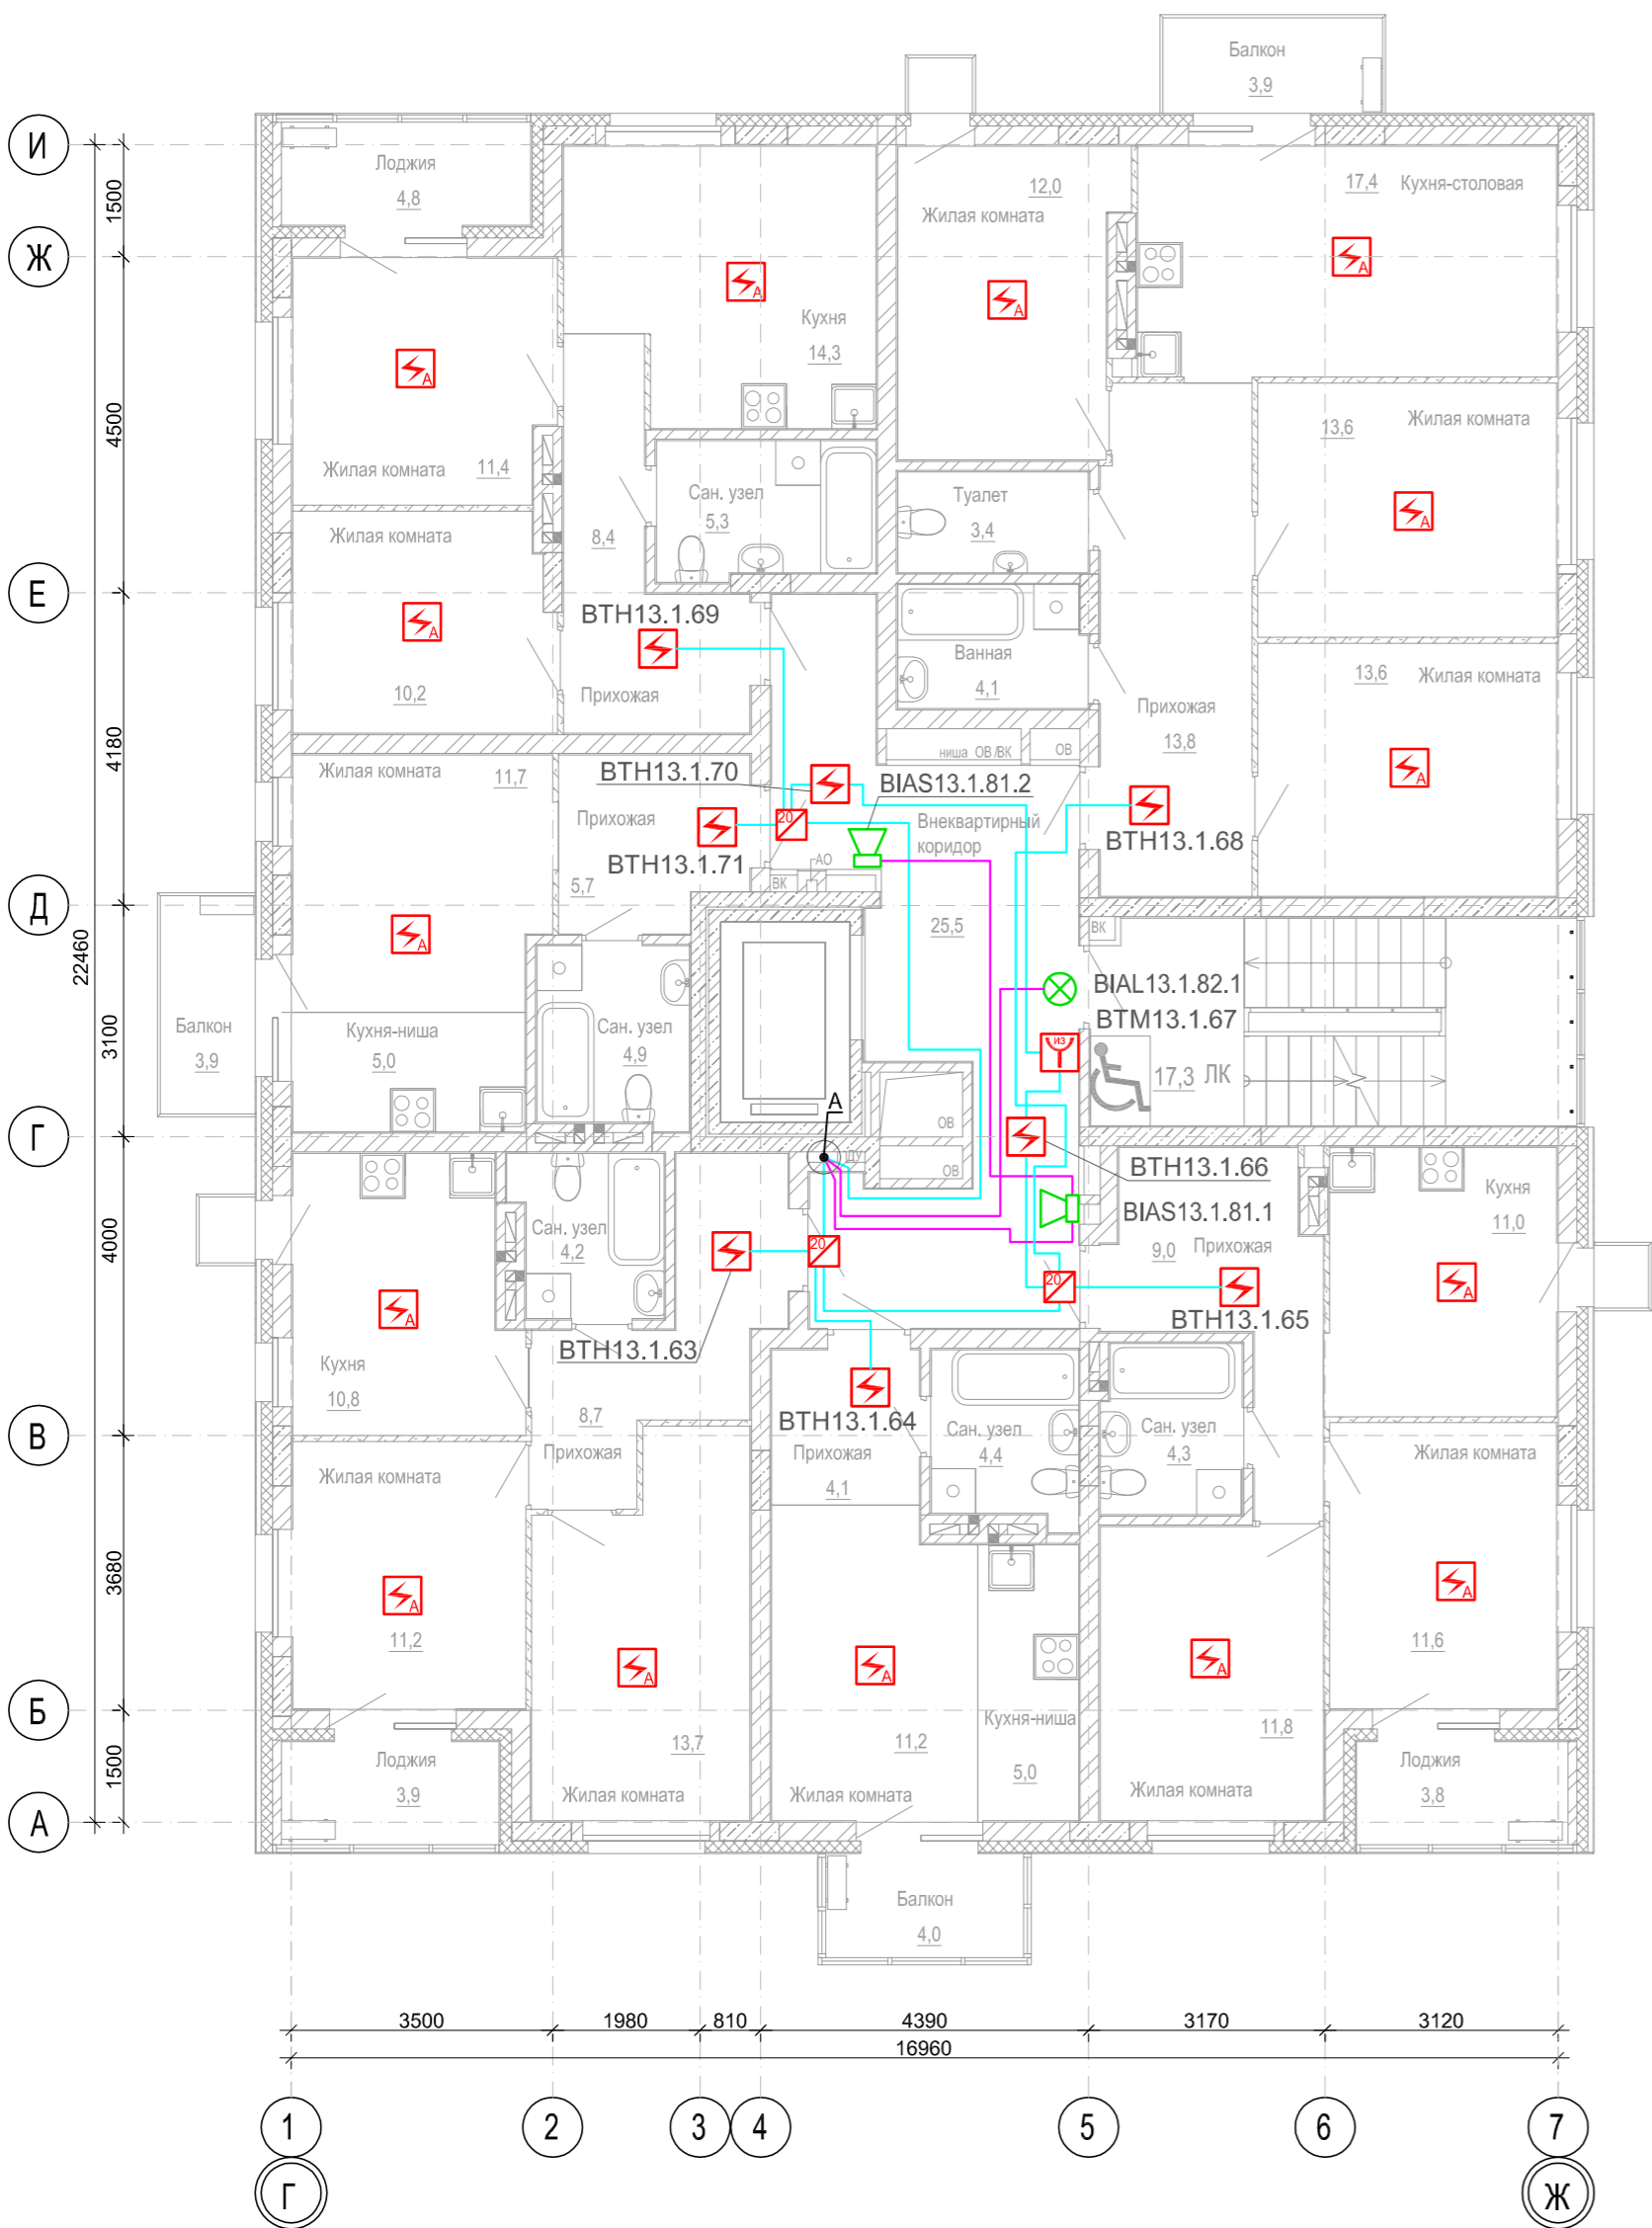 Балкон
3,9
И
Лоджия
4,8
1500
12,0
Жилая комната
17,4
Кухня-столовая
Ж
А
А
А
А
А
Кухня
14,3
4500
Жилая комната
11,4
13,6
Жилая комната
Жилая комната
Сан. узел
5,3
Туалет
3,4
А
8,4
Е
BTH13.1.69
А
Ванная
4,1
10,2
Прихожая
13,6
Жилая комната
Прихожая
13,8
4180
ниша ОВ/ВК
ОВ
Жилая комната
11,7
BTH13.1.70
BIAS13.1.81.2
А
Прихожая
20
Внеквартирный
коридор
BTH13.1.68
BTH13.1.71
АО
ВК
5,7
Д
25,5
ВК
А
22460
BIAL13.1.82.1
BTM13.1.67
Балкон
3,9
Кухня-ниша
5,0
Сан. узел
4,9
3100
ИЗ
17,3 ЛК
А
ОВ
Г
ДУ
ОВ
BTH13.1.66
Кухня
11,0
BIAS13.1.81.1
4000
Сан. узел
4,2
20
9,0
Прихожая
А
А
20
BTH13.1.65
BTH13.1.63
Кухня
10,8
BTH13.1.64
8,7
Прихожая
Прихожая
4,1
Сан. узел
4,4
Сан. узел
4,3
В
Жилая комната
Жилая комната
3680
А
А
11,2
11,6
А
А
А
Б
13,7
11,2
Кухня-ниша
5,0
11,8
1500
Лоджия
3,9
Жилая комната
Жилая комната
Жилая комната
Лоджия
3,8
А
Балкон
4,0
3500
1980
810
4390
3170
3120
16960
1
2
3
4
5
6
7
Г
Ж